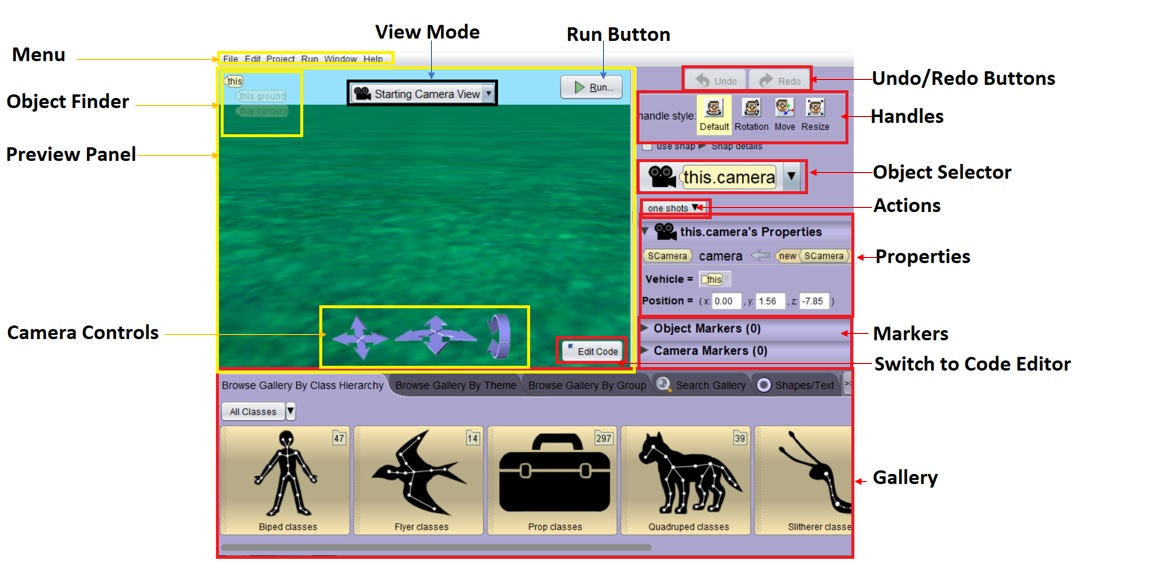 View Mode
Run Button
Menu
File Edit Project Run Window Help
Object Finder
this
this ground
this camera
Starting Camera View
Run...
Undo
Redo
Undo/Redo Buttons
handle style:
Default
Rotation
Move
Resize
Handles
Preview Panel
use snap
Snap details
this.camera
Object Selector
one shots
Actions
this.camera's Properties
SCamera camera new SCamera
Vehicle = this
Position = ( x: 0.00 , y: 1.56 , z: -7.85 )
Properties
Camera Controls
Object Markers (0)
Camera Markers (0)
Markers
Edit Code
Switch to Code Editor
Browse Gallery By Class Hierarchy
Browse Gallery By Theme
Browse Gallery By Group
Search Gallery
Shapes/Text
All Classes
47
14
297
39
Biped classes
Flyer classes
Prop classes
Quadruped classes
Slitherer classe
Gallery